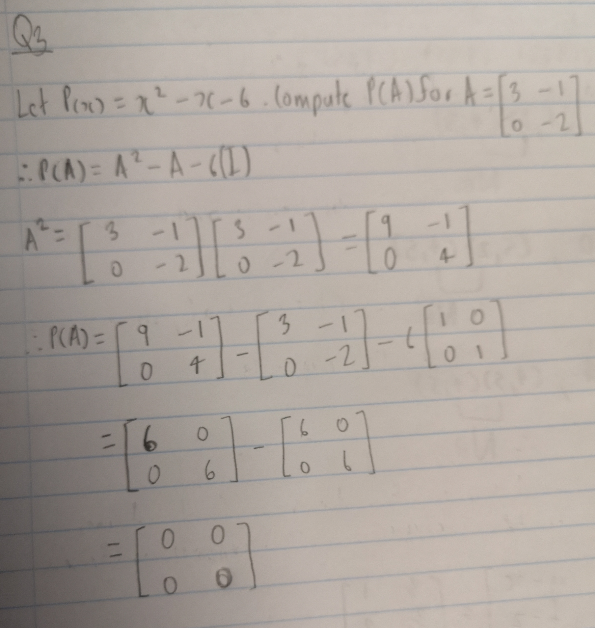 Q3
Let P(x) = x² - x - 6. Compute P(A) for A = [3 -1; 0 -2]
∴ P(A) = A² - A - 6(I)
A² = [3 -1; 0 -2] [3 -1; 0 -2] = [9 -1; 0 4]
∴ P(A) = [9 -1; 0 4] - [3 -1; 0 -2] - 6 [1 0; 0 1]
= [6 0; 0 6] - [6 0; 0 6]
= [0 0; 0 0]